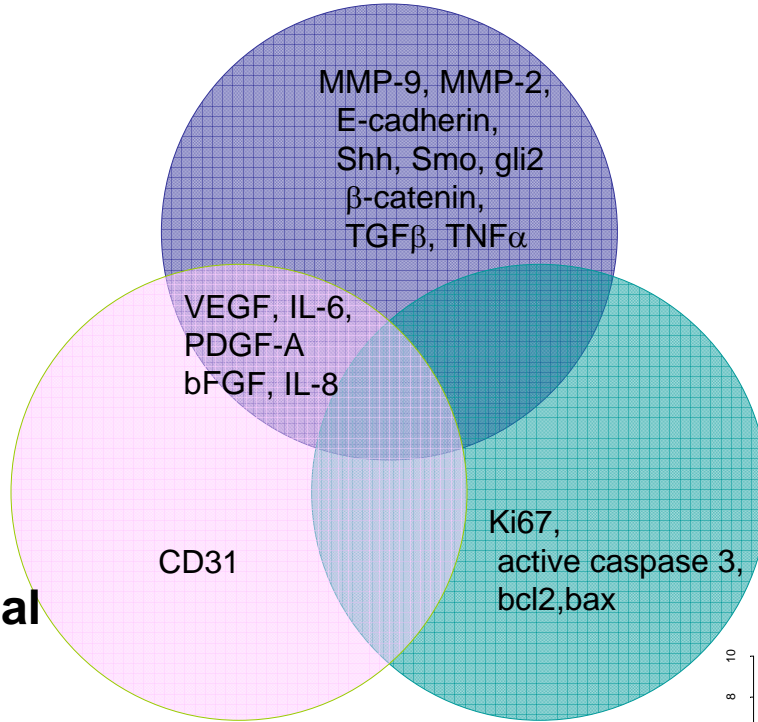 MMP-9, MMP-2,
E-cadherin,
Shh, Smo, gli2
β-catenin,
TGFβ, TNFα
VEGF, IL-6,
PDGF-A
bFGF, IL-8
Ki67,
active caspase 3,
bcl2,bax
CD31
al
10
8